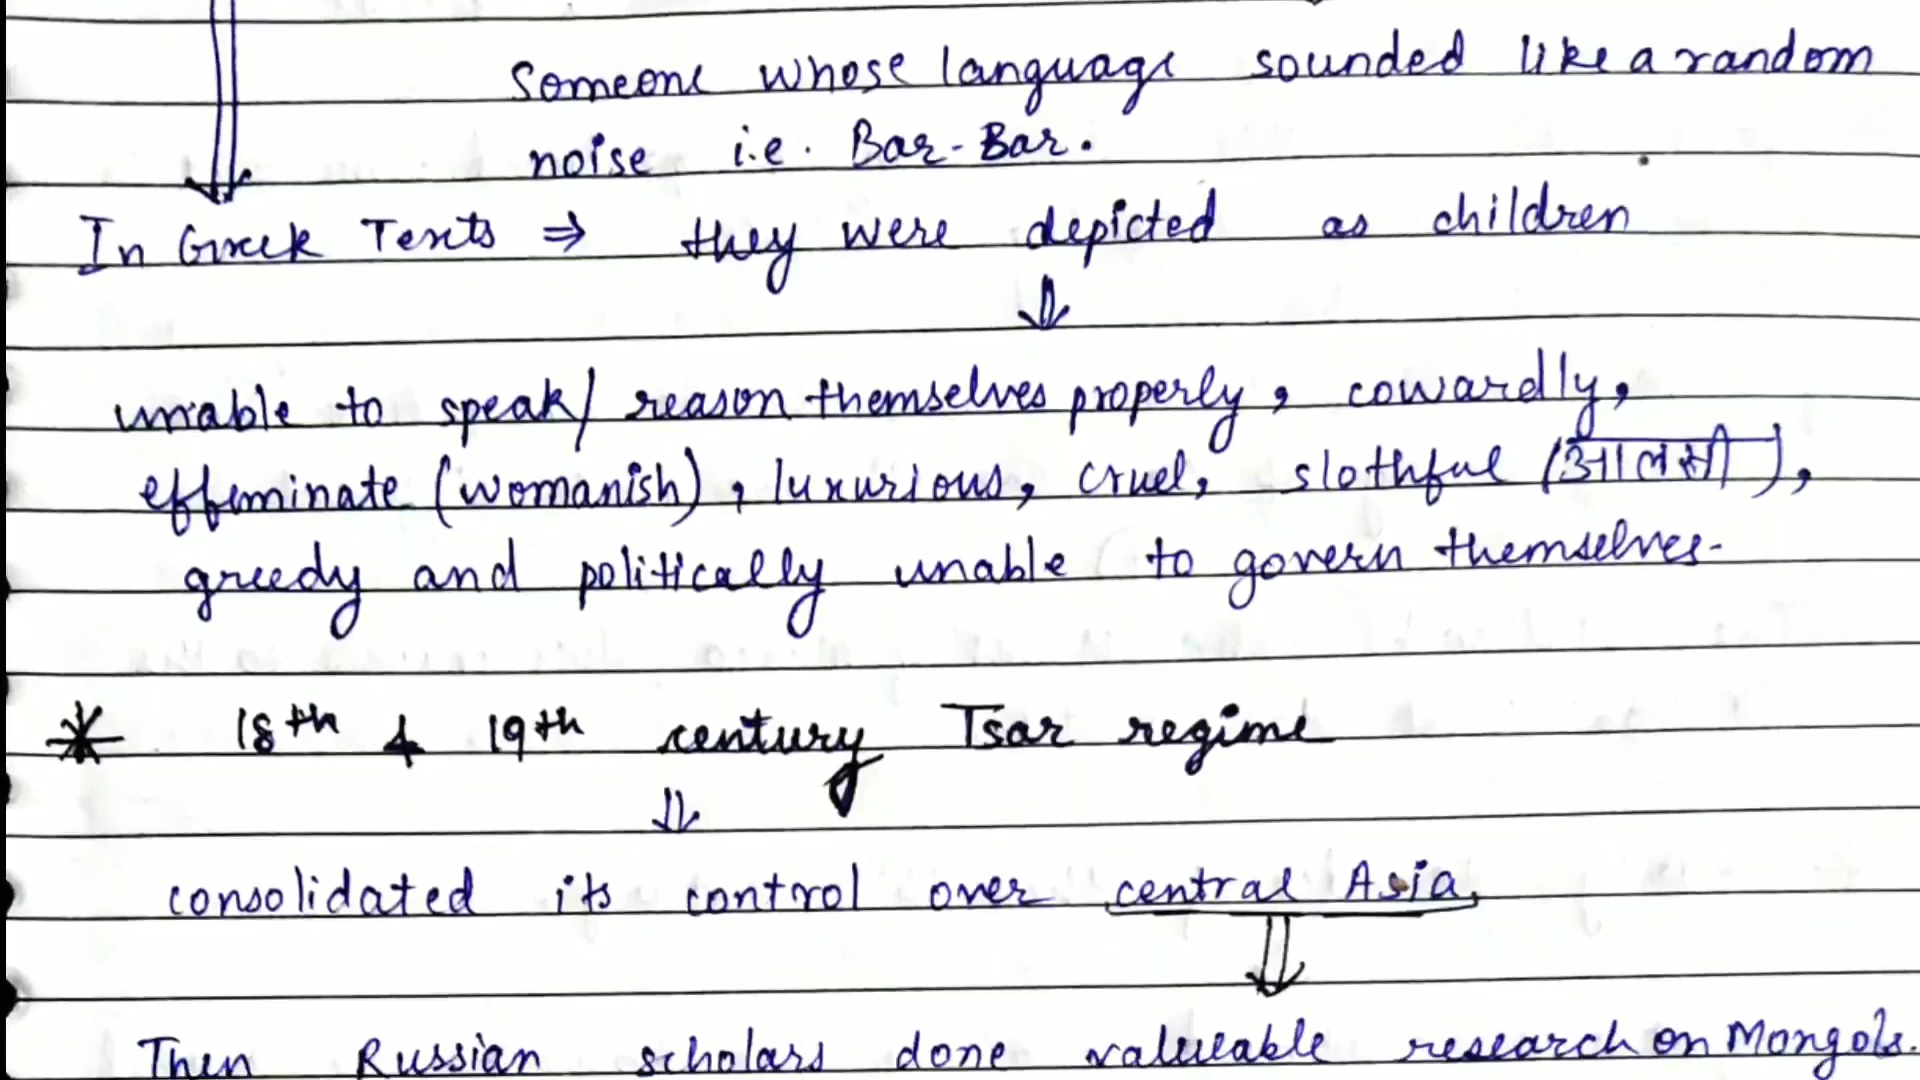 Someone whose language sounded like a random
noise i.e. Bar-Bar.
In Greek Texts ⇒ they were depicted as children
unable to speak/ reason themselves properly, cowardly,
effeminate (womanish), luxurious, cruel, slothful (आलसी),
greedy and politically unable to govern themselves.
* 18th & 19th century Tsar regime
consolidated its control over central Asia,
Then Russian scholars done valueable research on Mongols.